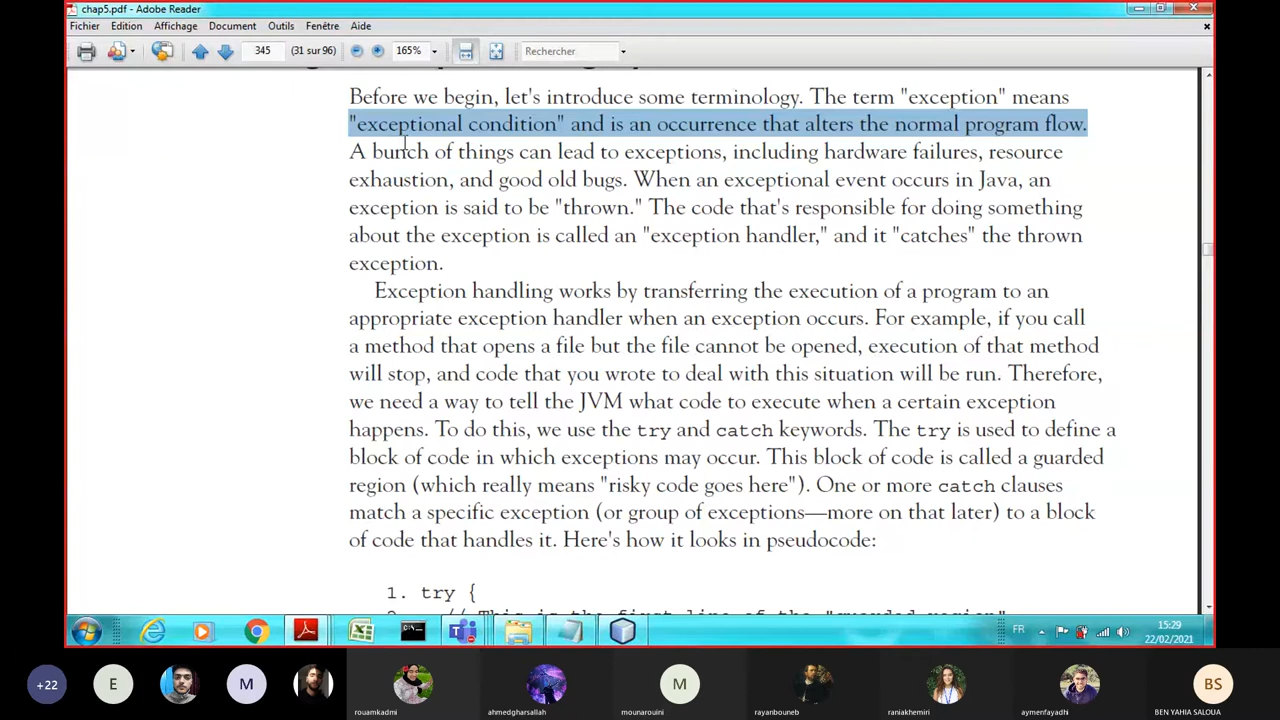 chap5.pdf - Adobe Reader
Fichier Edition Affichage Document Outils Fenêtre Aide
345 (31 sur 96) 165% Rechercher
Before we begin, let's introduce some terminology. The term "exception" means
"exceptional condition" and is an occurrence that alters the normal program flow.
A bunch of things can lead to exceptions, including hardware failures, resource
exhaustion, and good old bugs. When an exceptional event occurs in Java, an
exception is said to be "thrown." The code that's responsible for doing something
about the exception is called an "exception handler," and it "catches" the thrown
exception.
Exception handling works by transferring the execution of a program to an
appropriate exception handler when an exception occurs. For example, if you call
a method that opens a file but the file cannot be opened, execution of that method
will stop, and code that you wrote to deal with this situation will be run. Therefore,
we need a way to tell the JVM what code to execute when a certain exception
happens. To do this, we use the try and catch keywords. The try is used to define a
block of code in which exceptions may occur. This block of code is called a guarded
region (which really means "risky code goes here"). One or more catch clauses
match a specific exception (or group of exceptions—more on that later) to a block
of code that handles it. Here's how it looks in pseudocode:
1. try {
2. // This is the first line of the "guarded region"
FR 15:29
22/02/2021
+22 E M M BS
rouamkadmi ahmedgharsallah mounarouini rayanbouneb raniakhemiri aymenfayadhi BEN YAHIA SALOUA